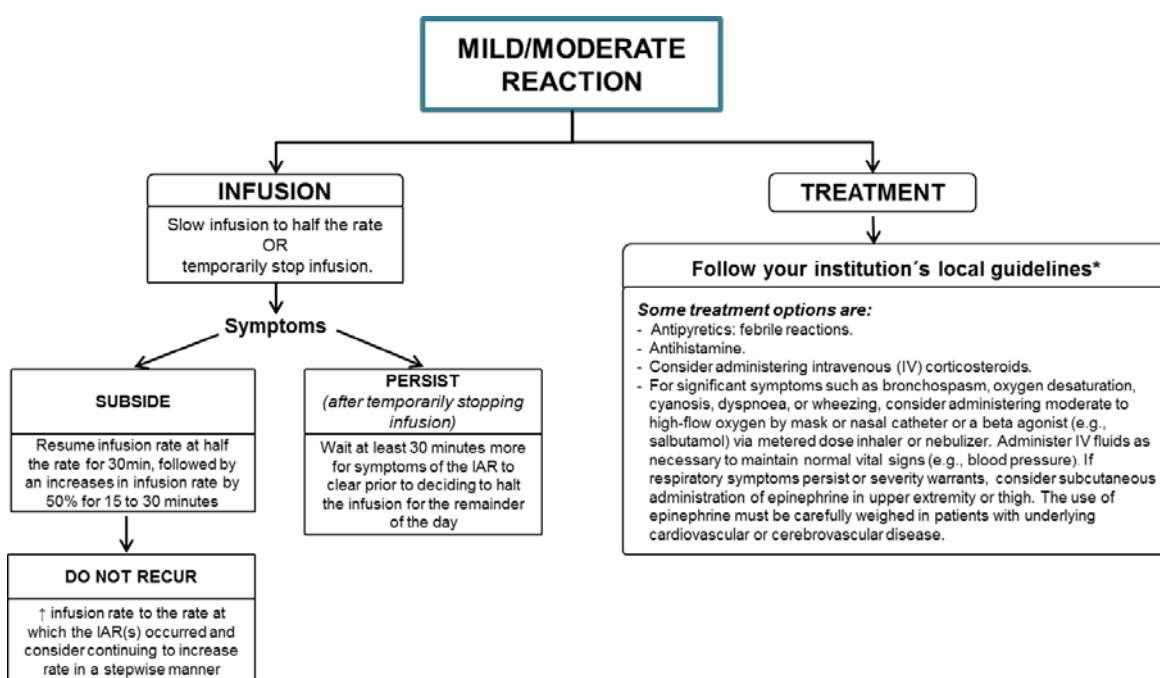 MILD/MODERATE
REACTION
INFUSION
Slow infusion to half the rate
OR
temporarily stop infusion.
Symptoms
SUBSIDE
Resume infusion rate at half
the rate for 30min, followed by
an increases in infusion rate by
50% for 15 to 30 minutes
DO NOT RECUR
↑ infusion rate to the rate at
which the IAR(s) occurred and
consider continuing to increase
rate in a stepwise manner
PERSIST
(after temporarily stopping
infusion)
Wait at least 30 minutes more
for symptoms of the IAR to
clear prior to deciding to halt
the infusion for the remainder
of the day
TREATMENT
Follow your institution´s local guidelines*
Some treatment options are:
- Antipyretics: febrile reactions.
- Antihistamine.
- Consider administering intravenous (IV) corticosteroids.
- For significant symptoms such as bronchospasm, oxygen desaturation,
cyanosis, dyspnoea, or wheezing, consider administering moderate to
high-flow oxygen by mask or nasal catheter or a beta agonist (e.g.,
salbutamol) via metered dose inhaler or nebulizer. Administer IV fluids as
necessary to maintain normal vital signs (e.g., blood pressure). If
respiratory symptoms persist or severity warrants, consider subcutaneous
administration of epinephrine in upper extremity or thigh. The use of
epinephrine must be carefully weighed in patients with underlying
cardiovascular or cerebrovascular disease.